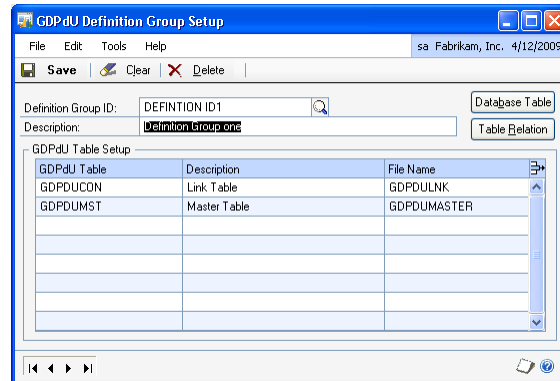 GDPdU Definition Group Setup
File Edit Tools Help sa Fabrikam, Inc. 4/12/2009
Save Clear Delete
Definition Group ID: DEFINTION ID1 Database Table
Description: Definition Group one Table Relation
GDPdU Table Setup
GDPdU Table Description File Name
GDPDUCON Link Table GDPDULNK
GDPDUMST Master Table GDPDUMASTER